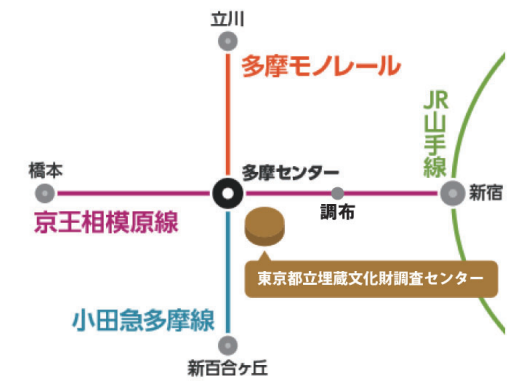 立川
多摩モノレール
JR山手線
橋本
多摩センター
新宿
調布
京王相模原線
東京都立埋蔵文化財調査センター
小田急多摩線
新百合ヶ丘